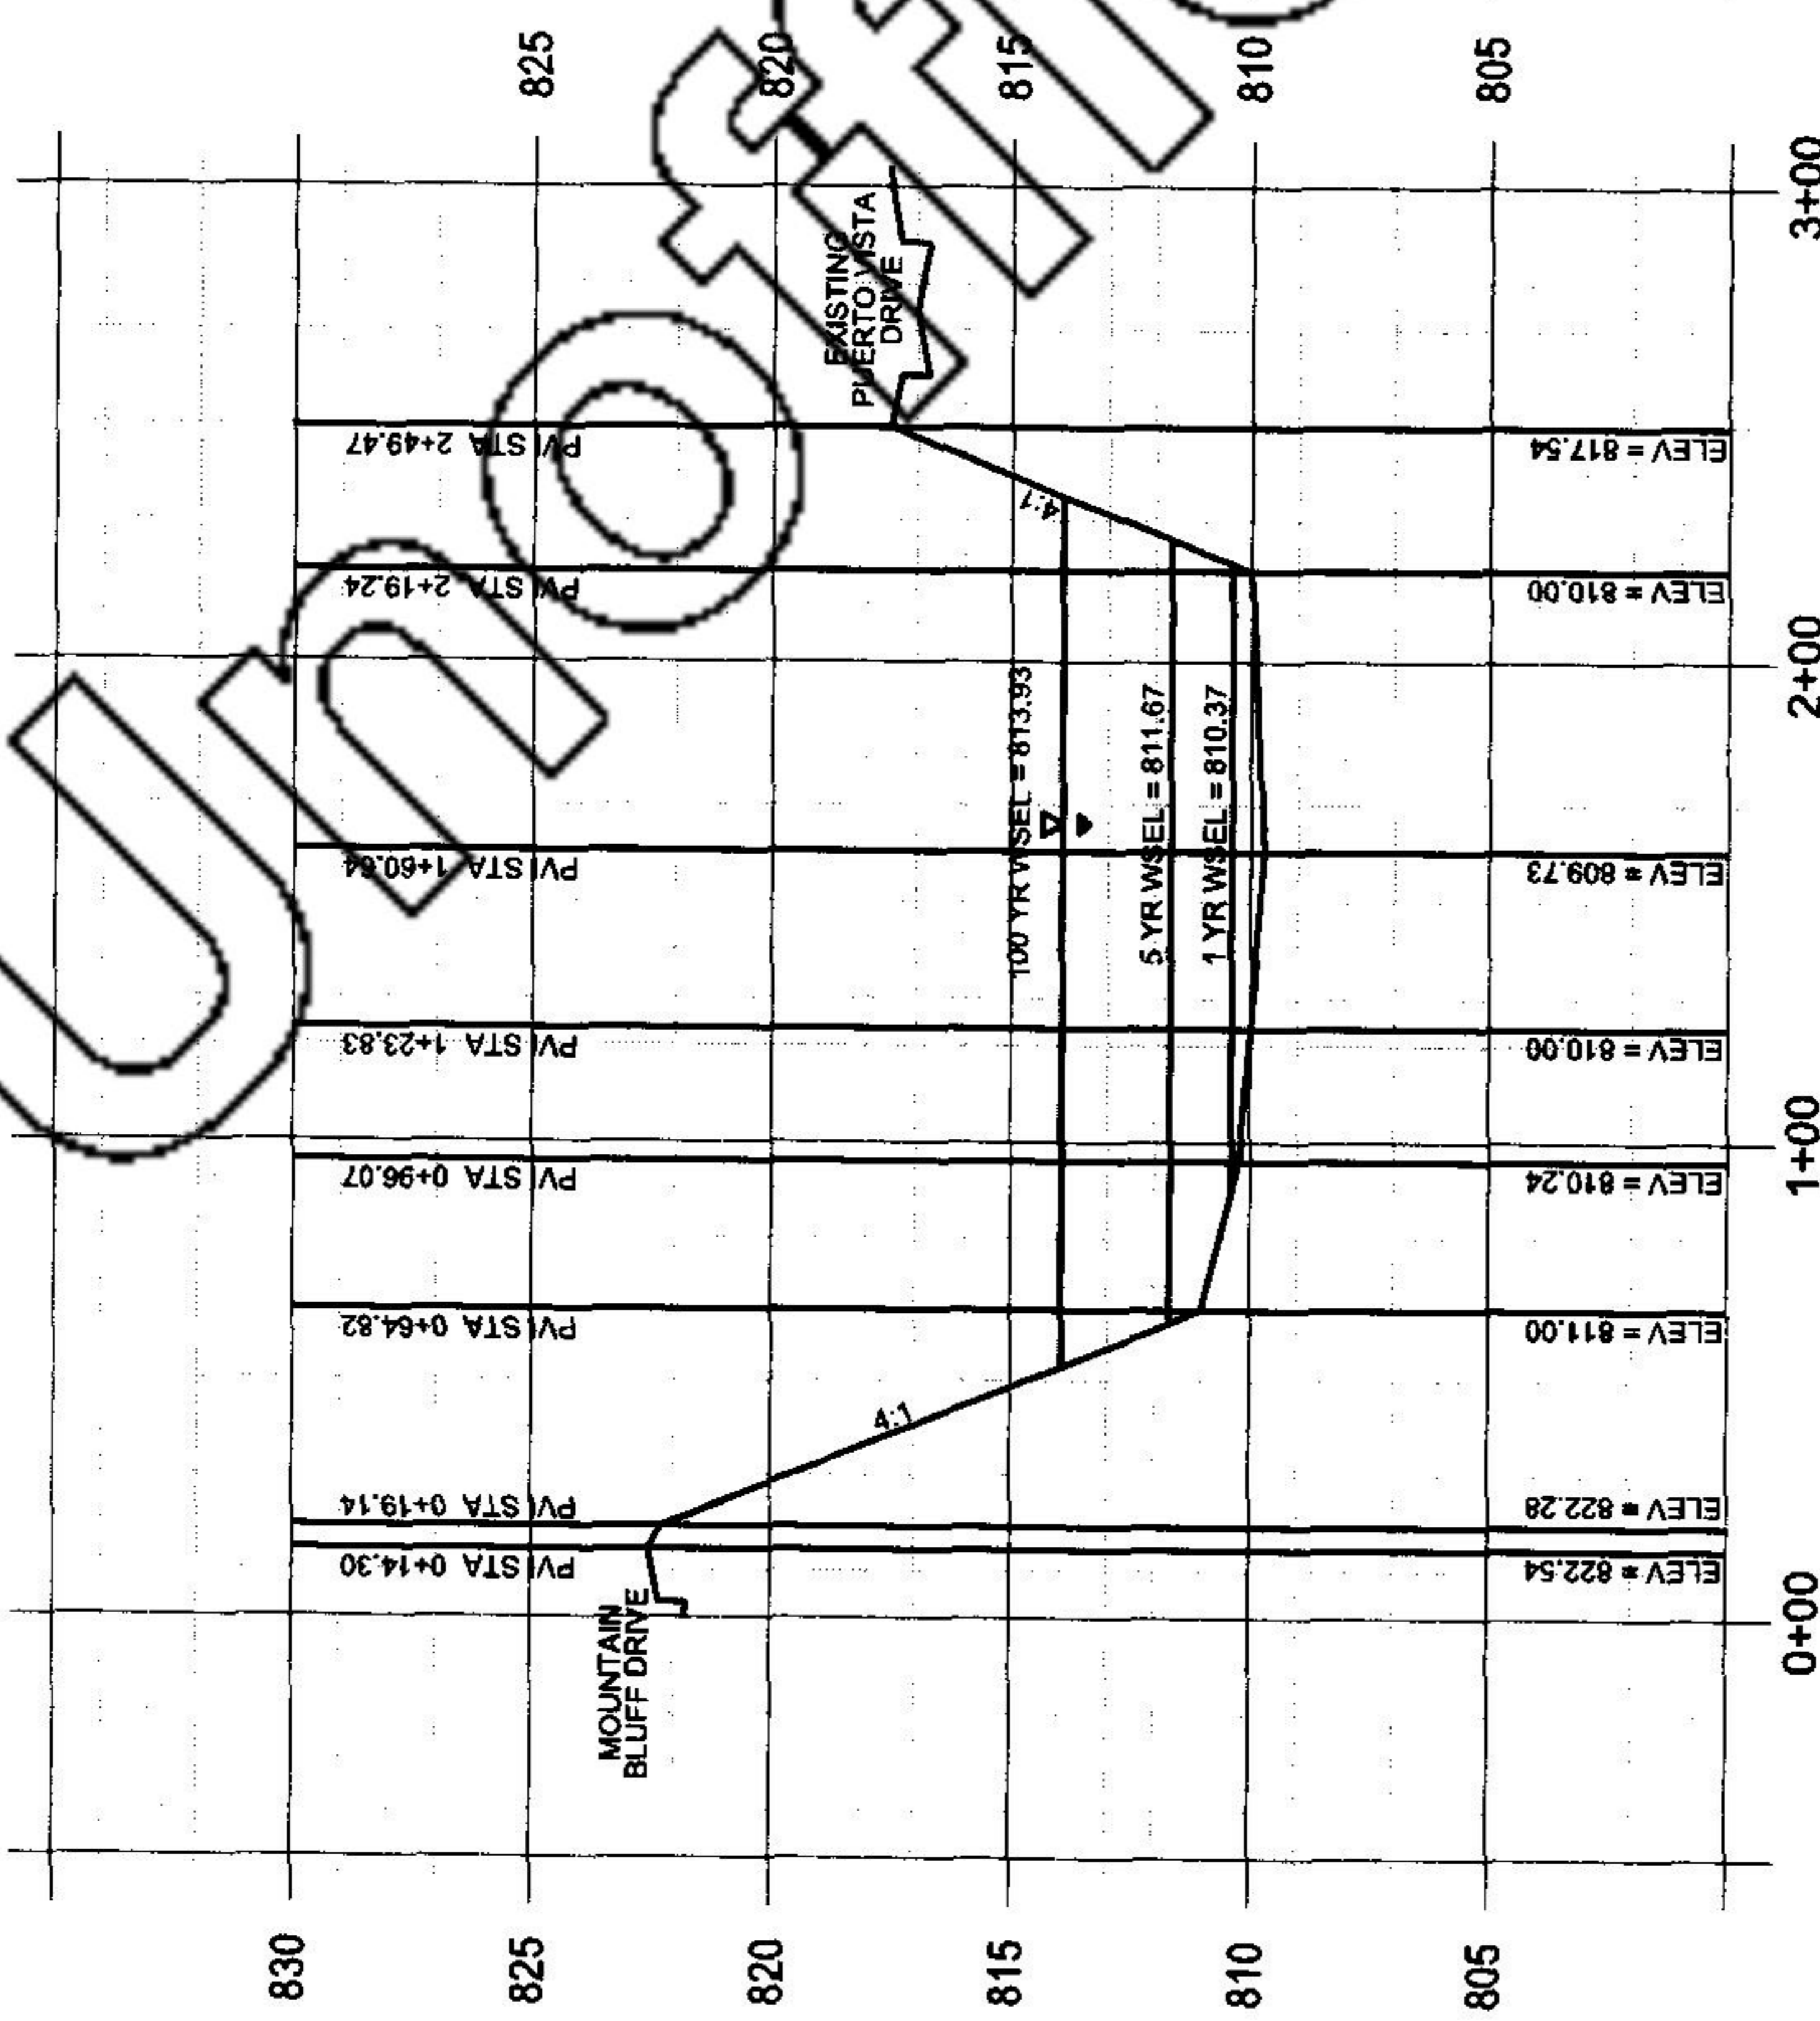 Unoffi
830
825
820
815
810
805
825
820
815
810
805
0+00
1+00
2+00
3+00
MOUNTAIN
BLUFF DRIVE
EXISTING
PUERTO VISTA
DRIVE
4:1
4:1
100 YR WSEL = 813.93
5 YR WSEL = 811.67
1 YR WSEL = 810.37
PVI STA 0+14.30
ELEV = 822.54
PVI STA 0+19.14
ELEV = 822.28
PVI STA 0+64.82
ELEV = 811.00
PVI STA 0+96.07
ELEV = 810.24
PVI STA 1+23.83
ELEV = 810.00
PVI STA 1+60.64
ELEV = 809.73
PVI STA 2+19.24
ELEV = 810.00
PVI STA 2+49.47
ELEV = 817.54